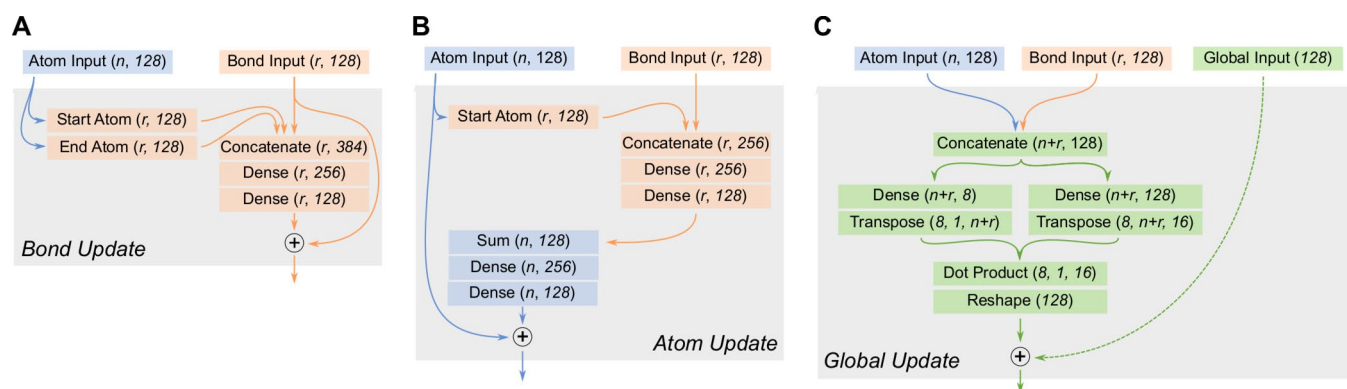 A
Atom Input (n, 128)
Bond Input (r, 128)
Start Atom (r, 128)
End Atom (r, 128)
Concatenate (r, 384)
Dense (r, 256)
Dense (r, 128)
+
Bond Update
B
Atom Input (n, 128)
Bond Input (r, 128)
Start Atom (r, 128)
Concatenate (r, 256)
Dense (r, 256)
Dense (r, 128)
Sum (n, 128)
Dense (n, 256)
Dense (n, 128)
+
Atom Update
C
Atom Input (n, 128)
Bond Input (r, 128)
Global Input (128)
Concatenate (n+r, 128)
Dense (n+r, 8)
Dense (n+r, 128)
Transpose (8, 1, n+r)
Transpose (8, n+r, 16)
Dot Product (8, 1, 16)
Reshape (128)
+
Global Update